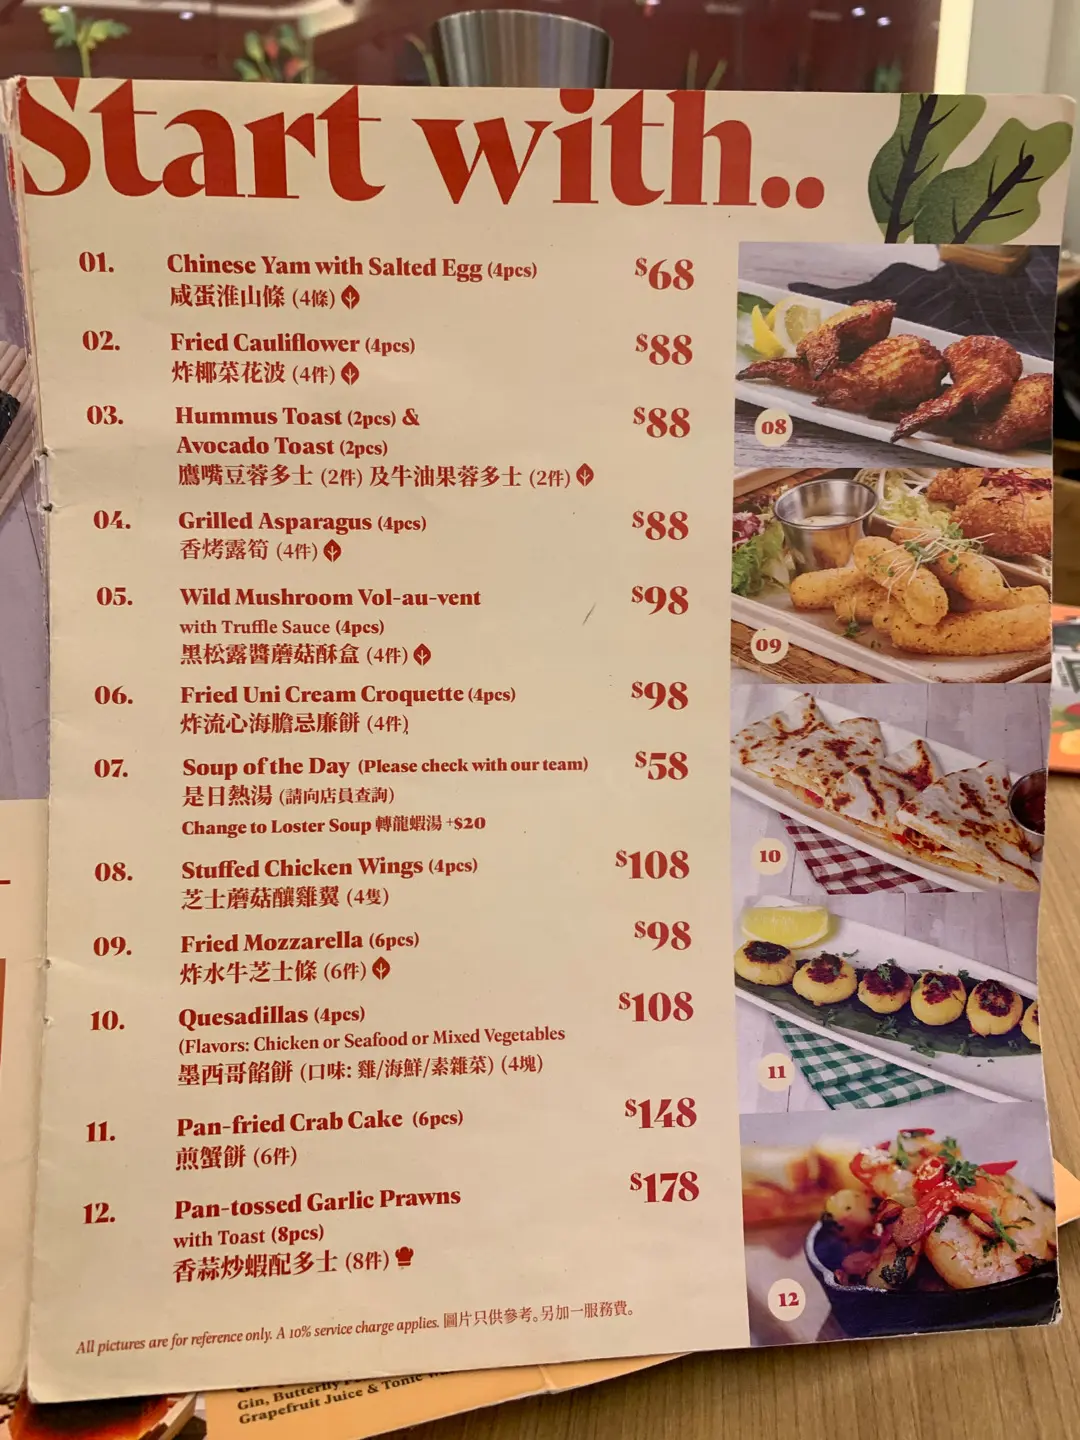 Start with..
01. Chinese Yam with Salted Egg (4pcs) $68
咸蛋淮山條 (4條)
02. Fried Cauliflower (4pcs) $88
炸椰菜花波 (4件)
03. Hummus Toast (2pcs) & $88
Avocado Toast (2pcs)
鷹嘴豆蓉多士 (2件) 及牛油果蓉多士 (2件)
04. Grilled Asparagus (4pcs) $88
香烤露筍 (4件)
05. Wild Mushroom Vol-au-vent $98
with Truffle Sauce (4pcs)
黑松露醬蘑菇酥盒 (4件)
06. Fried Uni Cream Croquette (4pcs) $98
炸流心海膽忌廉餅 (4件)
07. Soup of the Day (Please check with our team) $58
是日熱湯 (請向店員查詢)
Change to Loster Soup 轉龍蝦湯 +$20
08. Stuffed Chicken Wings (4pcs) $108
芝士蘑菇釀雞翼 (4隻)
09. Fried Mozzarella (6pcs) $98
炸水牛芝士條 (6件)
10. Quesadillas (4pcs) $108
(Flavors: Chicken or Seafood or Mixed Vegetables
墨西哥餡餅 (口味: 雞/海鮮/素雜菜) (4塊)
11. Pan-fried Crab Cake (6pcs) $148
煎蟹餅 (6件)
12. Pan-tossed Garlic Prawns $178
with Toast (8pcs)
香蒜炒蝦配多士 (8件)
All pictures are for reference only. A 10% service charge applies. 圖片只供參考。另加一服務費。
08
09
10
11
12
Gin, Butterfly
Grapefruit Juice & Tonic